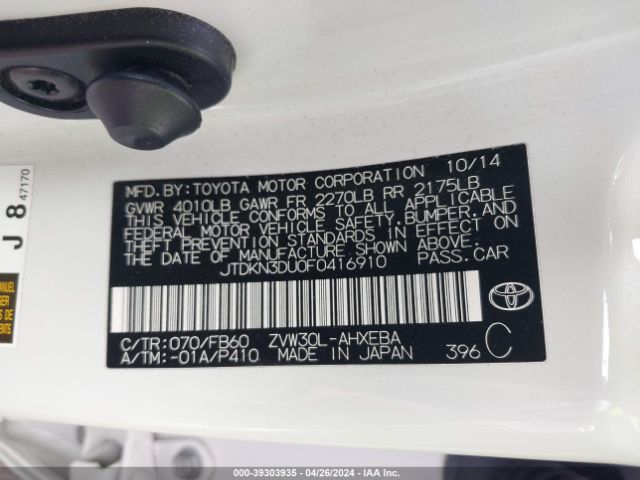 MFD. BY: TOYOTA MOTOR CORPORATION 10/14
GVWR 4010LB GAWR FR 2270LB RR 2175LB
THIS VEHICLE CONFORMS TO ALL APPLICABLE
FEDERAL MOTOR VEHICLE SAFETY, BUMPER, AND
THEFT PREVENTION STANDARDS IN EFFECT ON
THE DATE OF MANUFACTURE SHOWN ABOVE.
JTDKN3DU0F0416910 PASS. CAR
C/TR: 070/FB60 ZVW30L-AHXEBA
A/TM: -01A/P410 MADE IN JAPAN 396 C
TOYOTA
J 8 47170
MANUEL
000-39303935 - 04/26/2024 - IAA Inc.